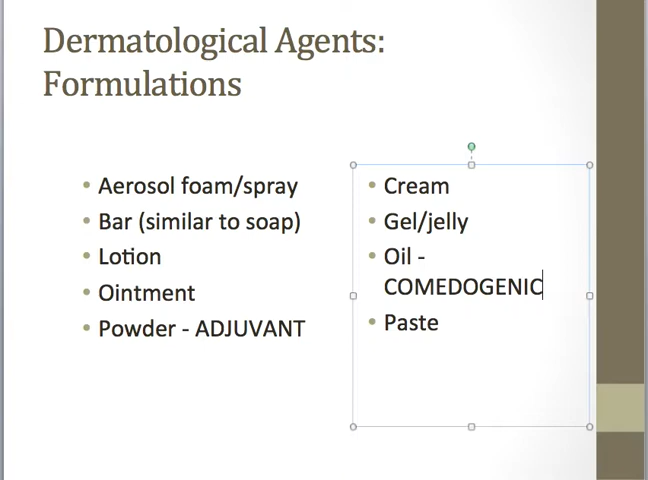 Dermatological Agents:
Formulations
• Aerosol foam/spray
• Bar (similar to soap)
• Lotion
• Ointment
• Powder - ADJUVANT
• Cream
• Gel/jelly
• Oil -
COMEDOGENIC
• Paste